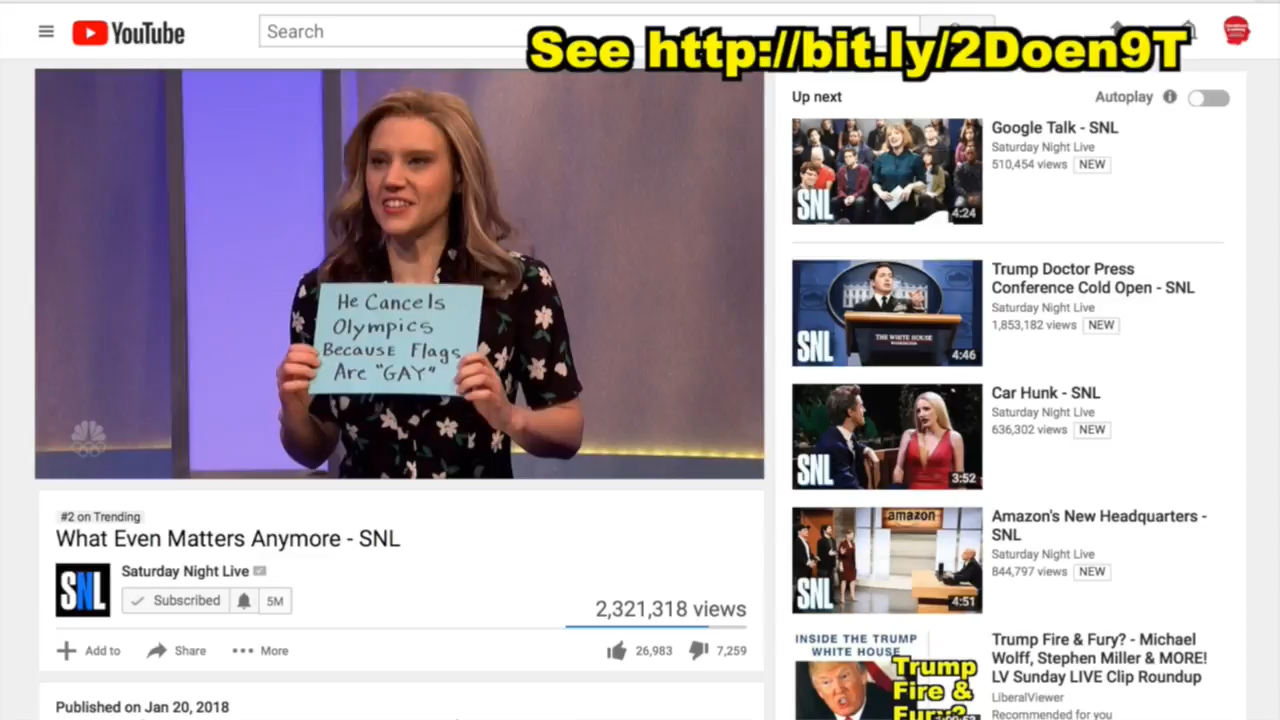 YouTube
Search
See http://bit.ly/2Doen9T
He Cancels
Olympics
Because Flags
Are "GAY"
#2 on Trending
What Even Matters Anymore - SNL
SNL
Saturday Night Live
Subscribed
5M
2,321,318 views
Add to
Share
More
26,983
7,259
Published on Jan 20, 2018
Up next
Autoplay
SNL
4:24
Google Talk - SNL
Saturday Night Live
510,454 views NEW
THE WHITE HOUSE
WASHINGTON
SNL
4:46
Trump Doctor Press
Conference Cold Open - SNL
Saturday Night Live
1,853,182 views NEW
SNL
3:52
Car Hunk - SNL
Saturday Night Live
636,302 views NEW
amazon
SNL
4:51
Amazon's New Headquarters -
SNL
Saturday Night Live
844,797 views NEW
INSIDE THE TRUMP
WHITE HOUSE
Trump
Fire &
Fury?
Trump Fire & Fury? - Michael
Wolff, Stephen Miller & MORE!
LV Sunday LIVE Clip Roundup
LiberalViewer
Recommended for you